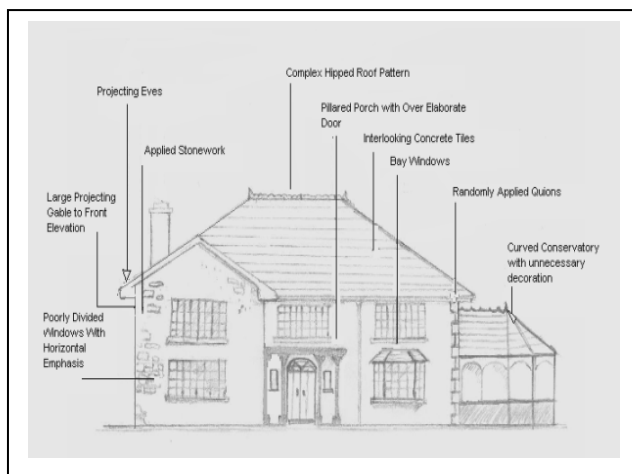 Complex Hipped Roof Pattern
Projecting Eves
Pillared Porch with Over Elaborate
Door
Interlooking Concrete Tiles
Applied Stonework
Bay Windows
Large Projecting
Gable to Front
Elevation
Randomly Applied Quions
Curved Conservatory
with unnecessary
decoration
Poorly Divided
Windows With
Horizontal
Emphasis